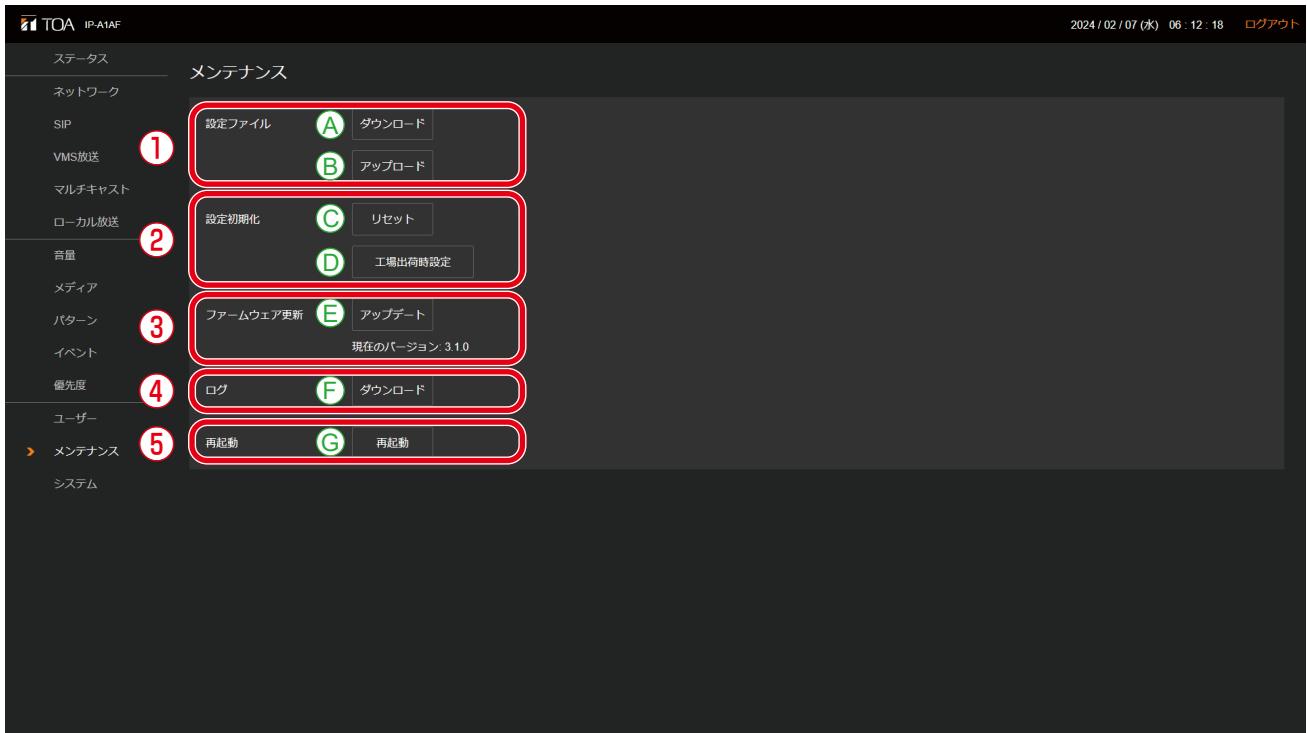 TOA IP-A1AF
2024 / 02 / 07 (水) 06 : 12 : 18 ログアウト
ステータス
ネットワーク
SIP
VMS放送
マルチキャスト
ローカル放送
音量
メディア
パターン
イベント
優先度
ユーザー
メンテナンス
システム
メンテナンス
① 設定ファイル Ⓐ ダウンロード
Ⓑ アップロード
② 設定初期化 Ⓒ リセット
Ⓓ 工場出荷時設定
③ ファームウェア更新 Ⓔ アップデート
現在のバージョン: 3.1.0
④ ログ Ⓕ ダウンロード
⑤ 再起動 Ⓖ 再起動